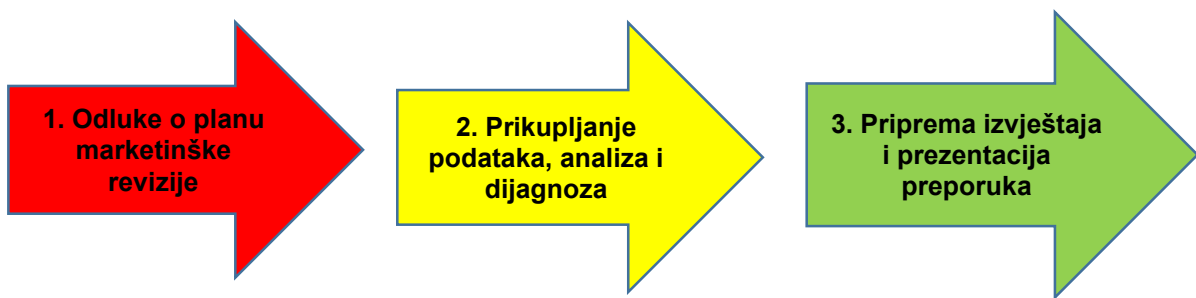 1. Odluke o planu
marketinške
revizije
2. Prikupljanje
podataka, analiza i
dijagnoza
3. Priprema izvještaja
i prezentacija
preporuka